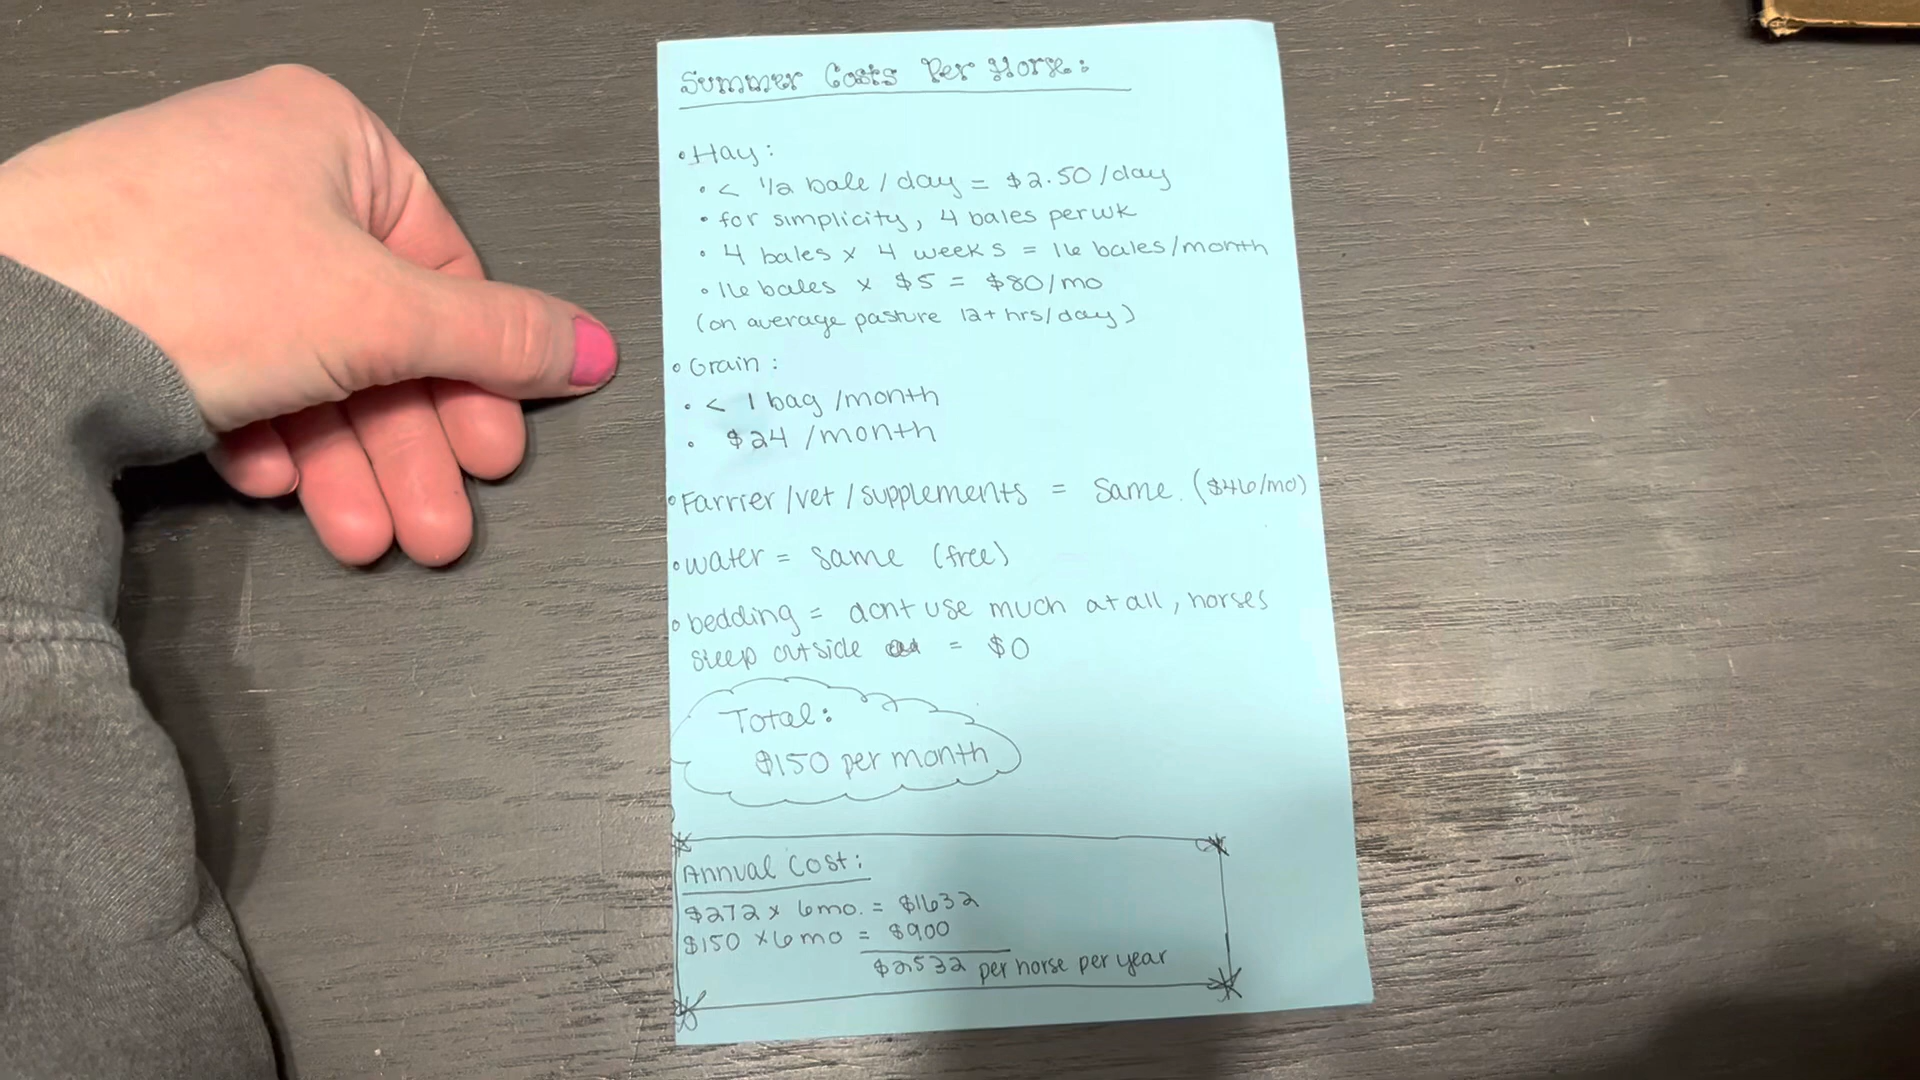 Summer Costs Per Horse:
• Hay:
• < 1/2 bale / day = $2.50 /day
• for simplicity, 4 bales per wk
• 4 bales x 4 weeks = 16 bales/month
• 16 bales x $5 = $80/mo
(on average pasture 12+ hrs/day)
• Grain:
• < 1 bag /month
• $24 /month
• Farrier /vet / supplements = same. ($46/mo)
• water = same (free)
• bedding = dont use much at all, horses
sleep outside = $0
Total:
$150 per month
Annual Cost:
$272 x 6 mo. = $1632
$150 x 6 mo = $900
$2532 per horse per year